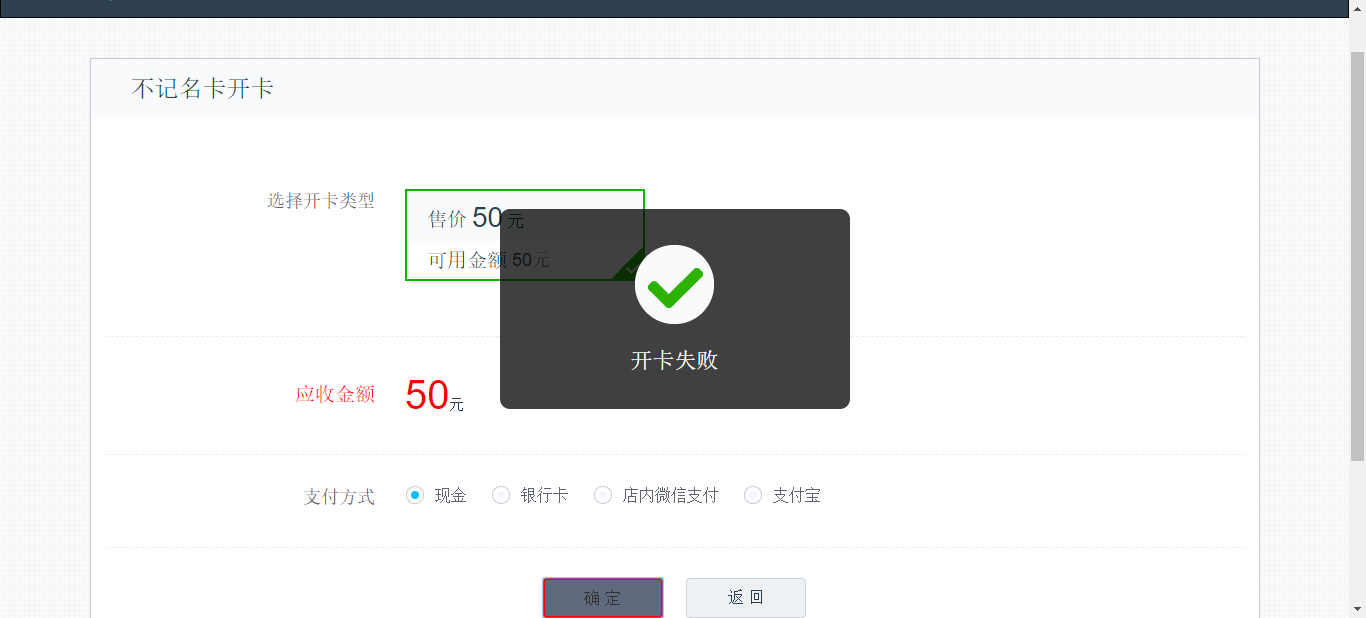 不记名卡开卡
选择开卡类型
售价 50 元
可用金额 50元
开卡失败
应收金额 50元
支付方式 现金 银行卡 店内微信支付 支付宝
确 定 返 回